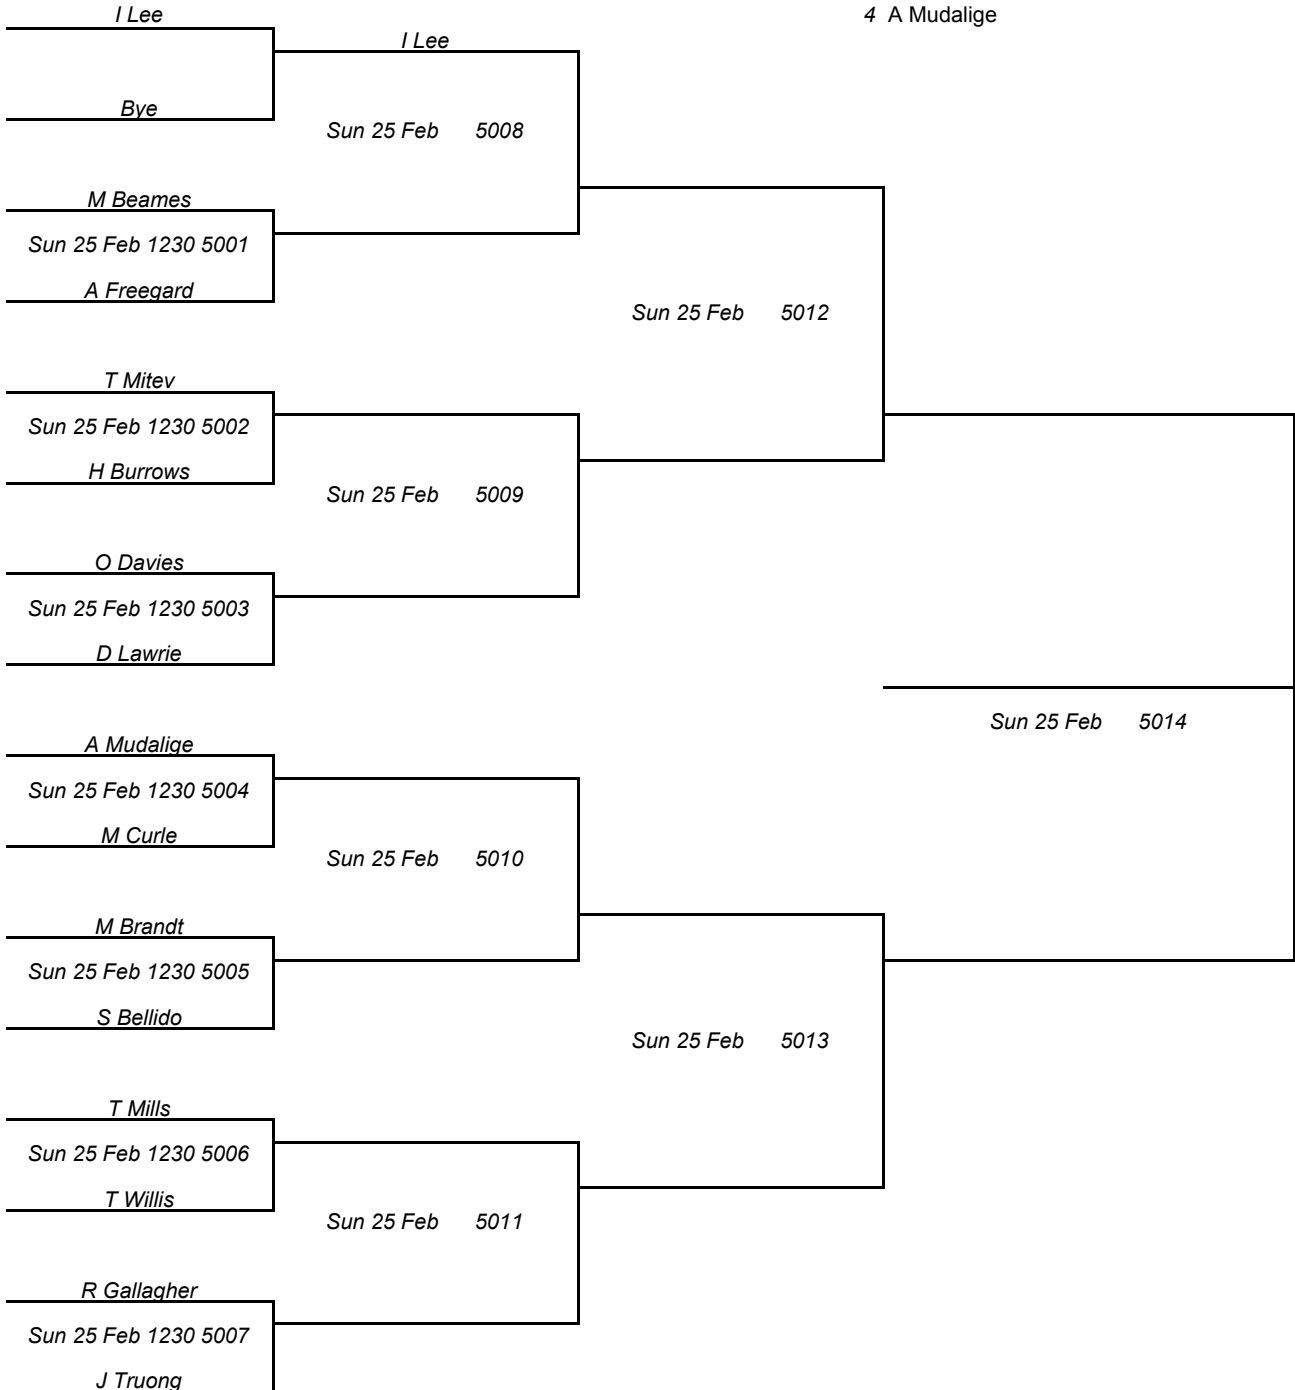 I Lee
4 A Mudalige
I Lee
Bye
Sun 25 Feb 5008
M Beames
Sun 25 Feb 1230 5001
A Freegard
Sun 25 Feb 5012
T Mitev
Sun 25 Feb 1230 5002
H Burrows
Sun 25 Feb 5009
O Davies
Sun 25 Feb 1230 5003
D Lawrie
Sun 25 Feb 5014
A Mudalige
Sun 25 Feb 1230 5004
M Curle
Sun 25 Feb 5010
M Brandt
Sun 25 Feb 1230 5005
S Bellido
Sun 25 Feb 5013
T Mills
Sun 25 Feb 1230 5006
T Willis
Sun 25 Feb 5011
R Gallagher
Sun 25 Feb 1230 5007
J Truong